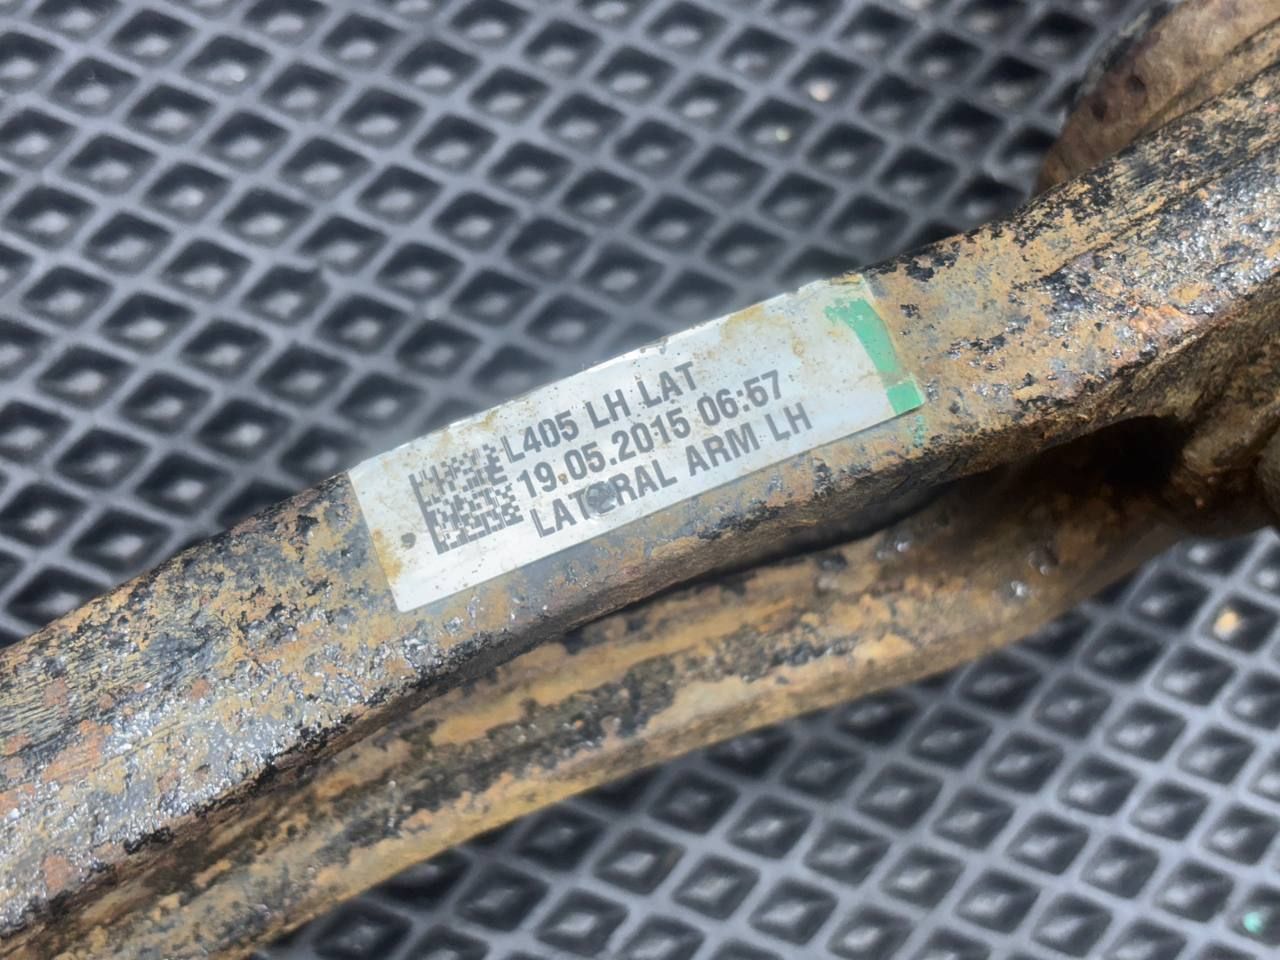 L405 LH LAT
19.05.2015 06:57
LATERAL ARM LH